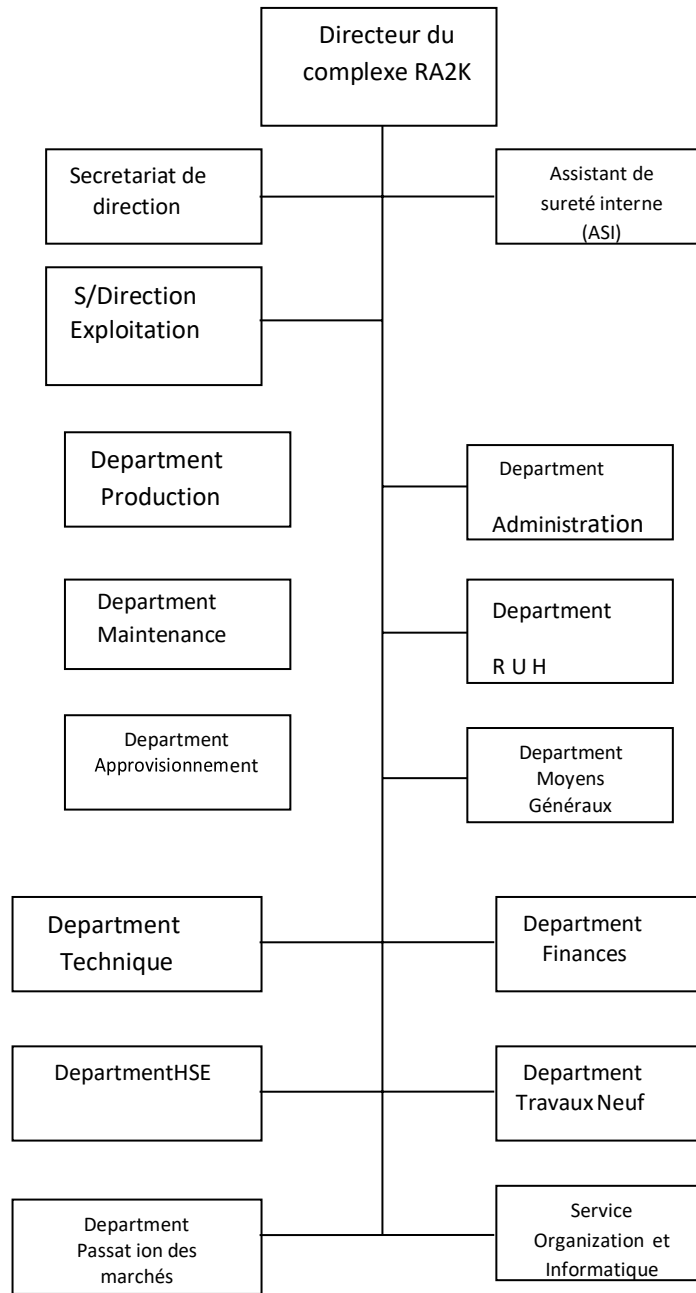 Directeur du
complexe RA2K
Secretariat de
direction
Assistant de
sureté interne
(ASI)
S/Direction
Exploitation
Department
Production
Department
Administration
Department
Maintenance
Department
R U H
Department
Approvisionnement
Department
Moyens
Généraux
Department
Technique
Department
Finances
DepartmentHSE
Department
Travaux Neuf
Department
Passat ion des
marchés
Service
Organization et
Informatique